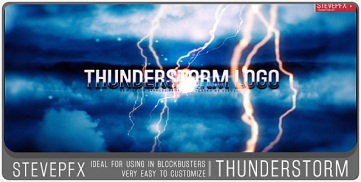 STEVEPFX
THUNDERSTORM LOGO
STEVEPFX
IDEAL FOR USING IN BLOCKBUSTERS
VERY EASY TO CUSTOMIZE
THUNDERSTORM